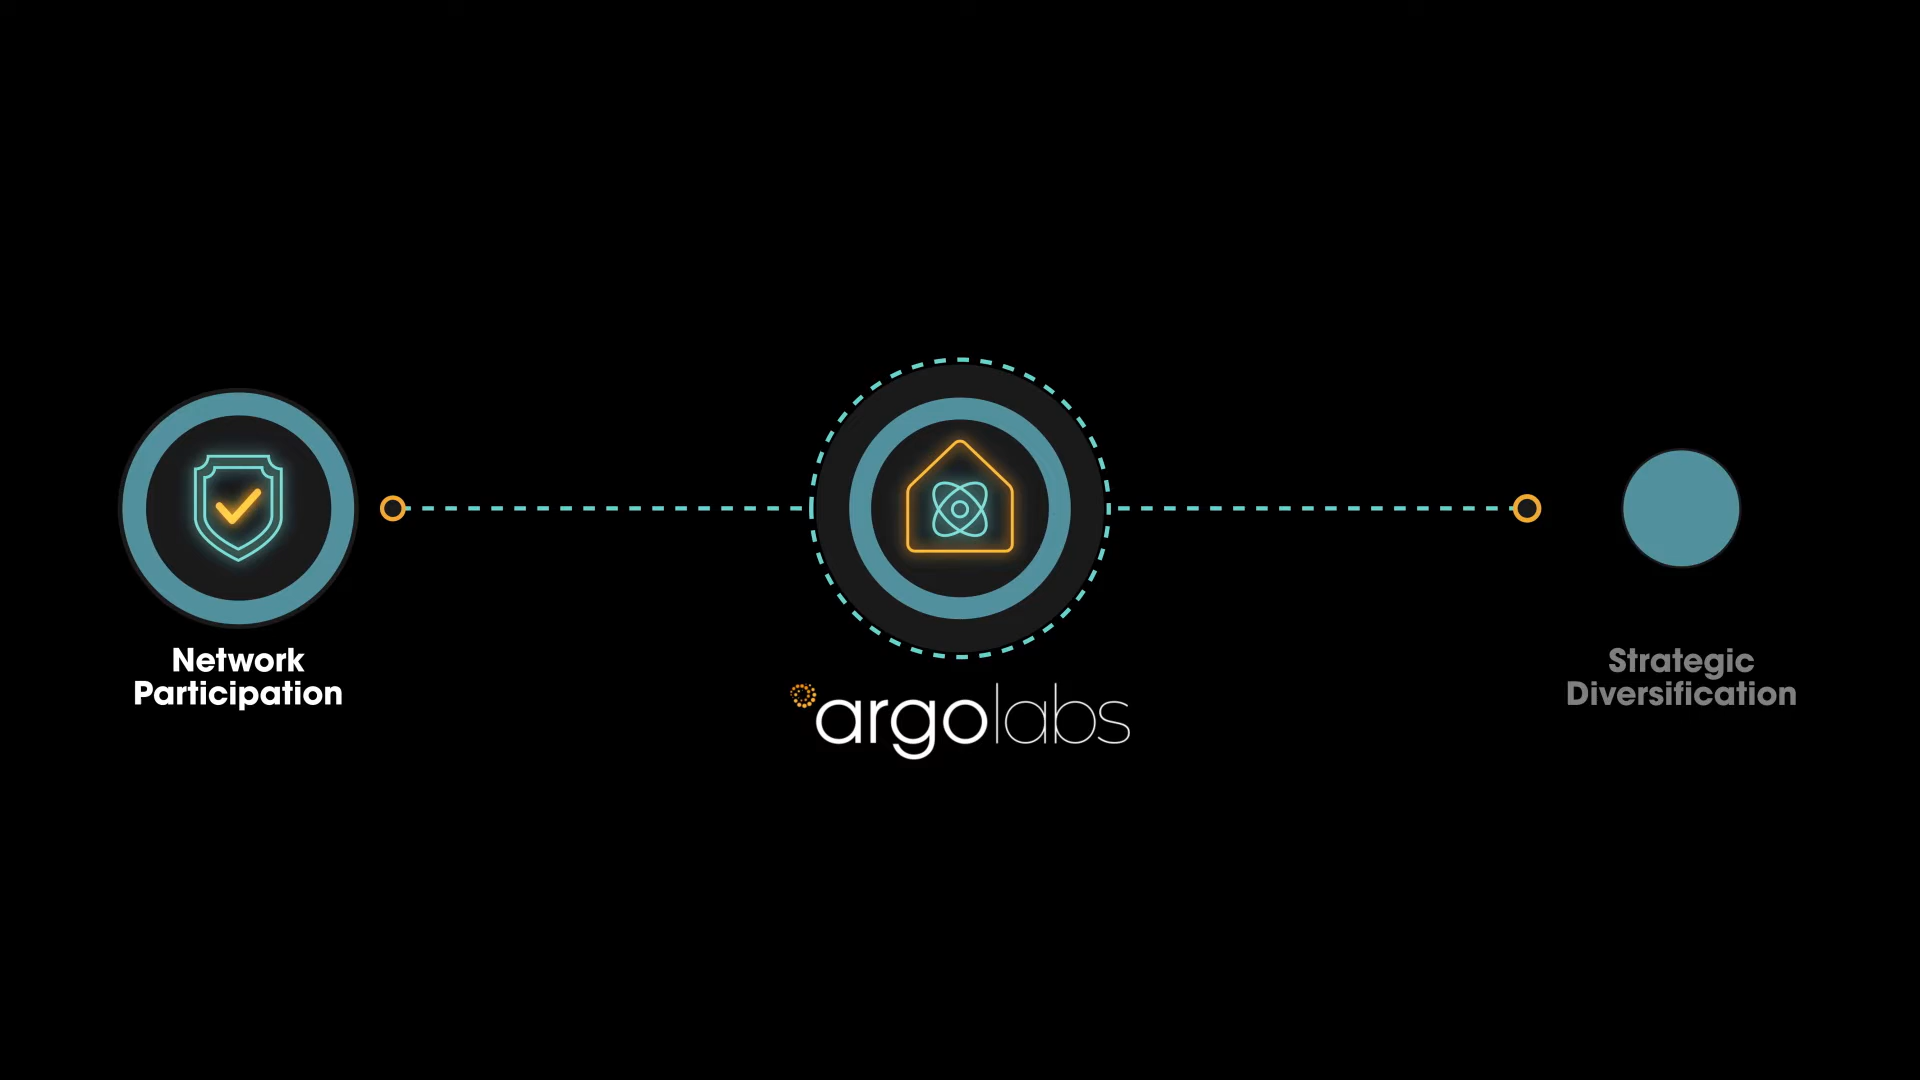 Network
Participation
argolabs
Strategic
Diversification